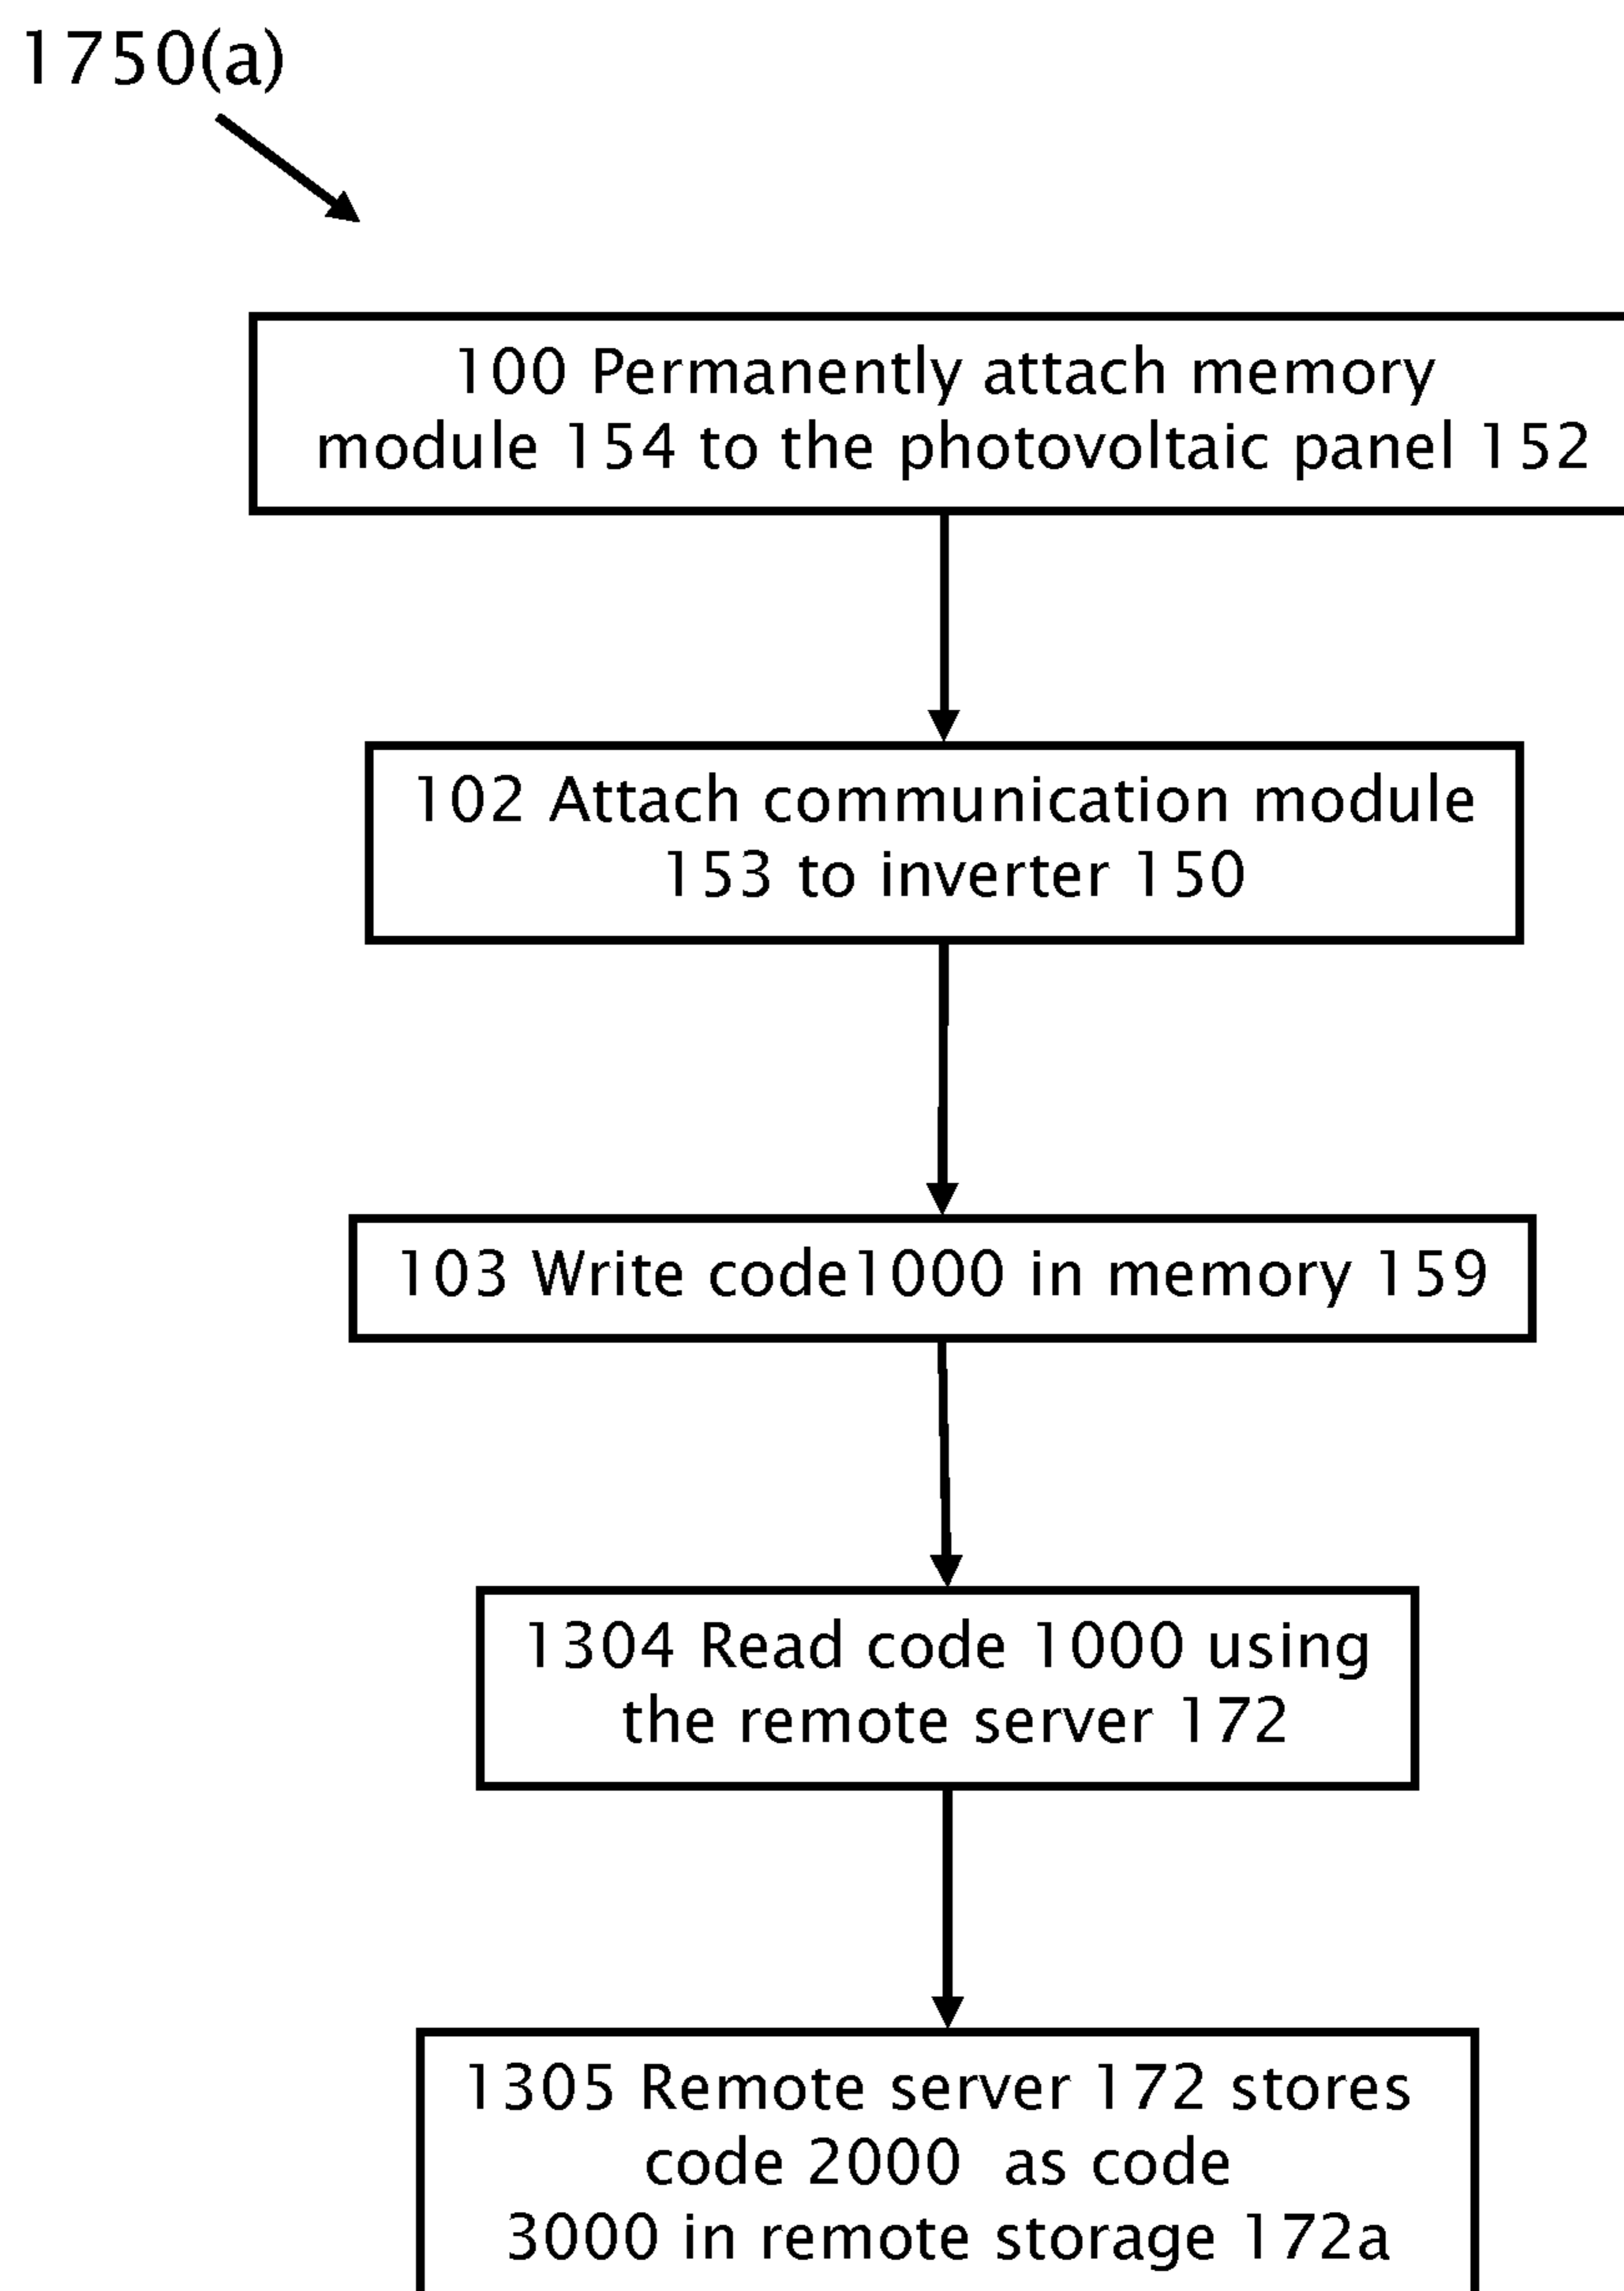 1750(a)
100 Permanently attach memory
module 154 to the photovoltaic panel 152
102 Attach communication module
153 to inverter 150
103 Write code1000 in memory 159
1304 Read code 1000 using
the remote server 172
1305 Remote server 172 stores
code 2000 as code
3000 in remote storage 172a